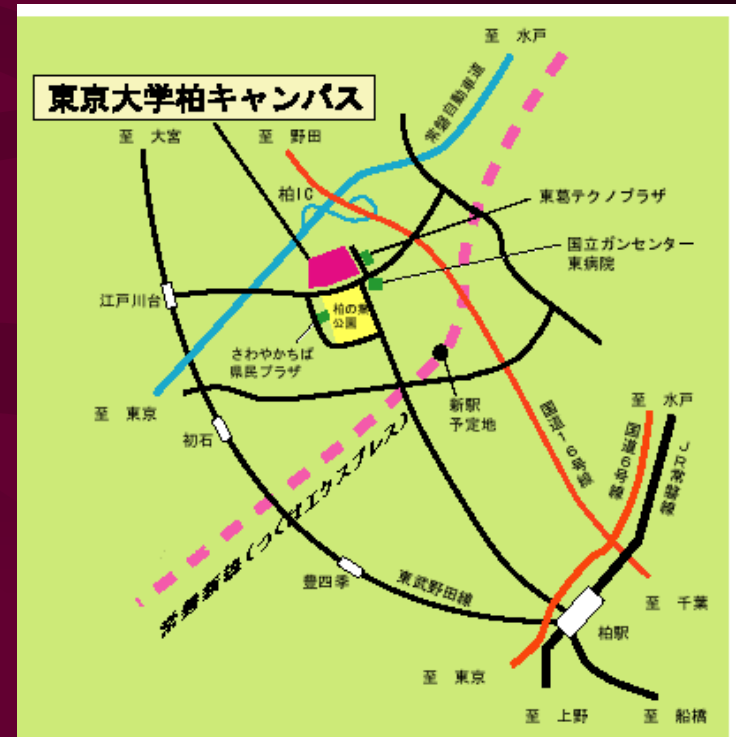 至 水戸
東京大学柏キャンパス
常磐自動車道
至 大宮
至 野田
柏IC
東葛テクノプラザ
国立ガンセンター
東病院
江戸川台
柏の葉
公園
さわやかちば
県民プラザ
至 東京
新駅
予定地
初石
至 水戸
国道16号線
国道6号線
JR常磐線
常磐新線(つくばエクスプレス)
豊四季
東武野田線
至 千葉
柏駅
至 東京
至 上野
至 船橋